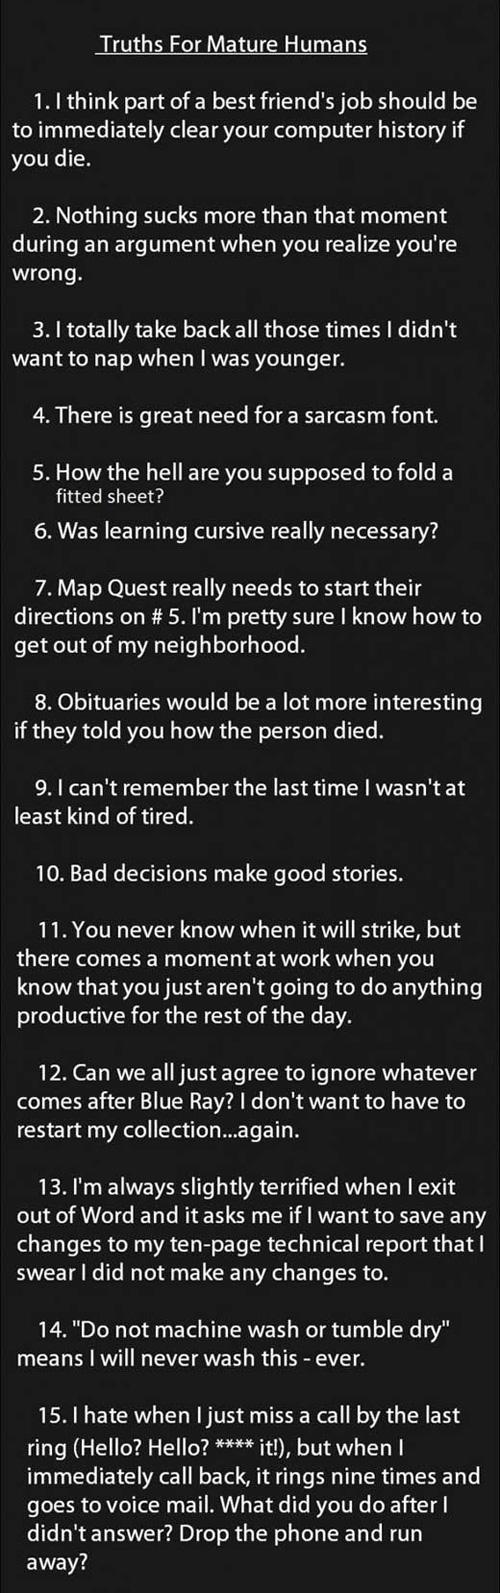 Truths For Mature Humans
1. I think part of a best friend's job should be
to immediately clear your computer history if
you die.
2. Nothing sucks more than that moment
during an argument when you realize you're
wrong.
3. I totally take back all those times I didn't
want to nap when I was younger.
4. There is great need for a sarcasm font.
5. How the hell are you supposed to fold a
fitted sheet?
6. Was learning cursive really necessary?
7. Map Quest really needs to start their
directions on # 5. I'm pretty sure I know how to
get out of my neighborhood.
8. Obituaries would be a lot more interesting
if they told you how the person died.
9. I can't remember the last time I wasn't at
least kind of tired.
10. Bad decisions make good stories.
11. You never know when it will strike, but
there comes a moment at work when you
know that you just aren't going to do anything
productive for the rest of the day.
12. Can we all just agree to ignore whatever
comes after Blue Ray? I don't want to have to
restart my collection...again.
13. I'm always slightly terrified when I exit
out of Word and it asks me if I want to save any
changes to my ten-page technical report that I
swear I did not make any changes to.
14. "Do not machine wash or tumble dry"
means I will never wash this - ever.
15. I hate when I just miss a call by the last
ring (Hello? Hello? **** it!), but when I
immediately call back, it rings nine times and
goes to voice mail. What did you do after I
didn't answer? Drop the phone and run
away?